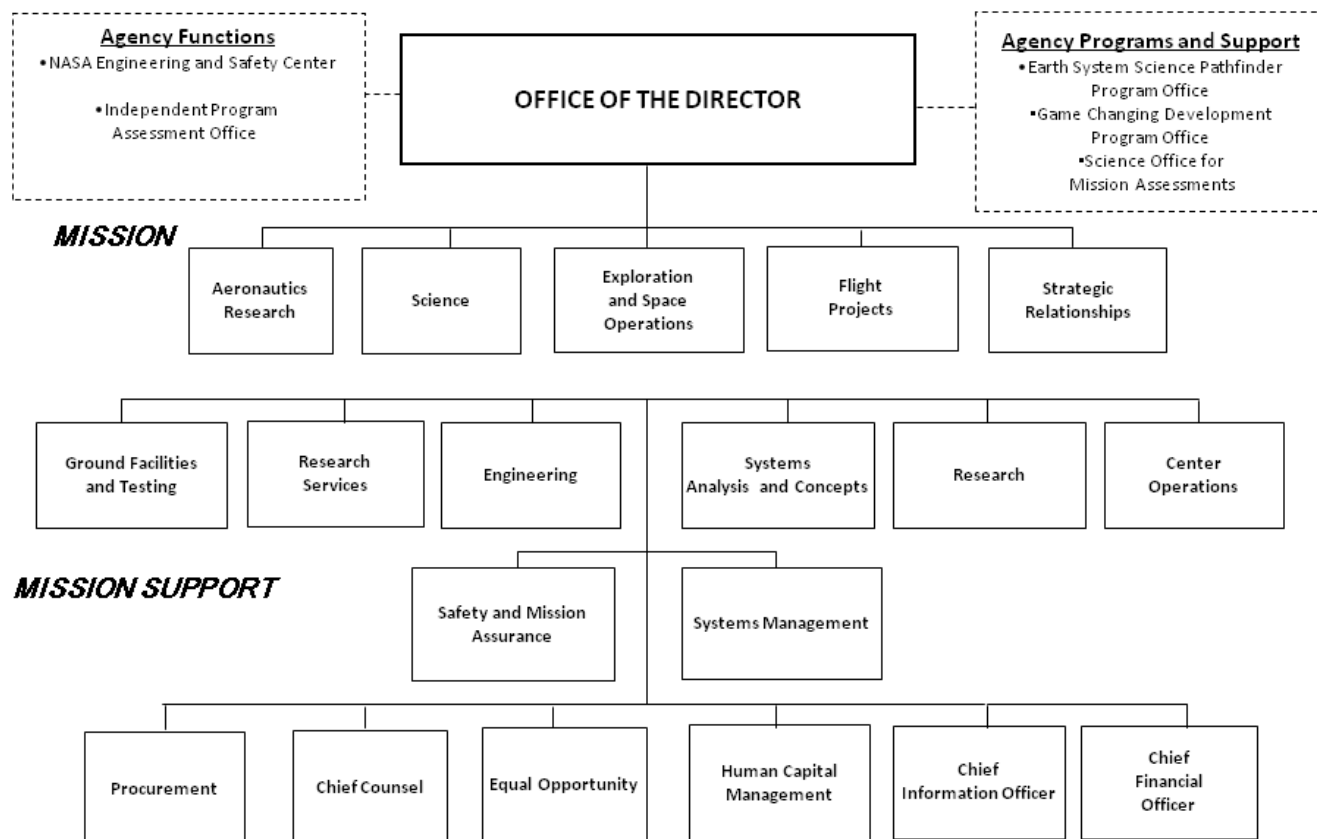 Agency Functions
•NASA Engineering and Safety Center
•Independent Program
Assessment Office
OFFICE OF THE DIRECTOR
Agency Programs and Support
•Earth System Science Pathfinder
Program Office
▪Game Changing Development
Program Office
▪Science Office for
Mission Assessments
MISSION
Aeronautics
Research
Science
Exploration
and Space
Operations
Flight
Projects
Strategic
Relationships
Ground Facilities
and Testing
Research
Services
Engineering
Systems
Analysis and Concepts
Research
Center
Operations
MISSION SUPPORT
Safety and Mission
Assurance
Systems Management
Procurement
Chief Counsel
Equal Opportunity
Human Capital
Management
Chief
Information Officer
Chief
Financial
Officer